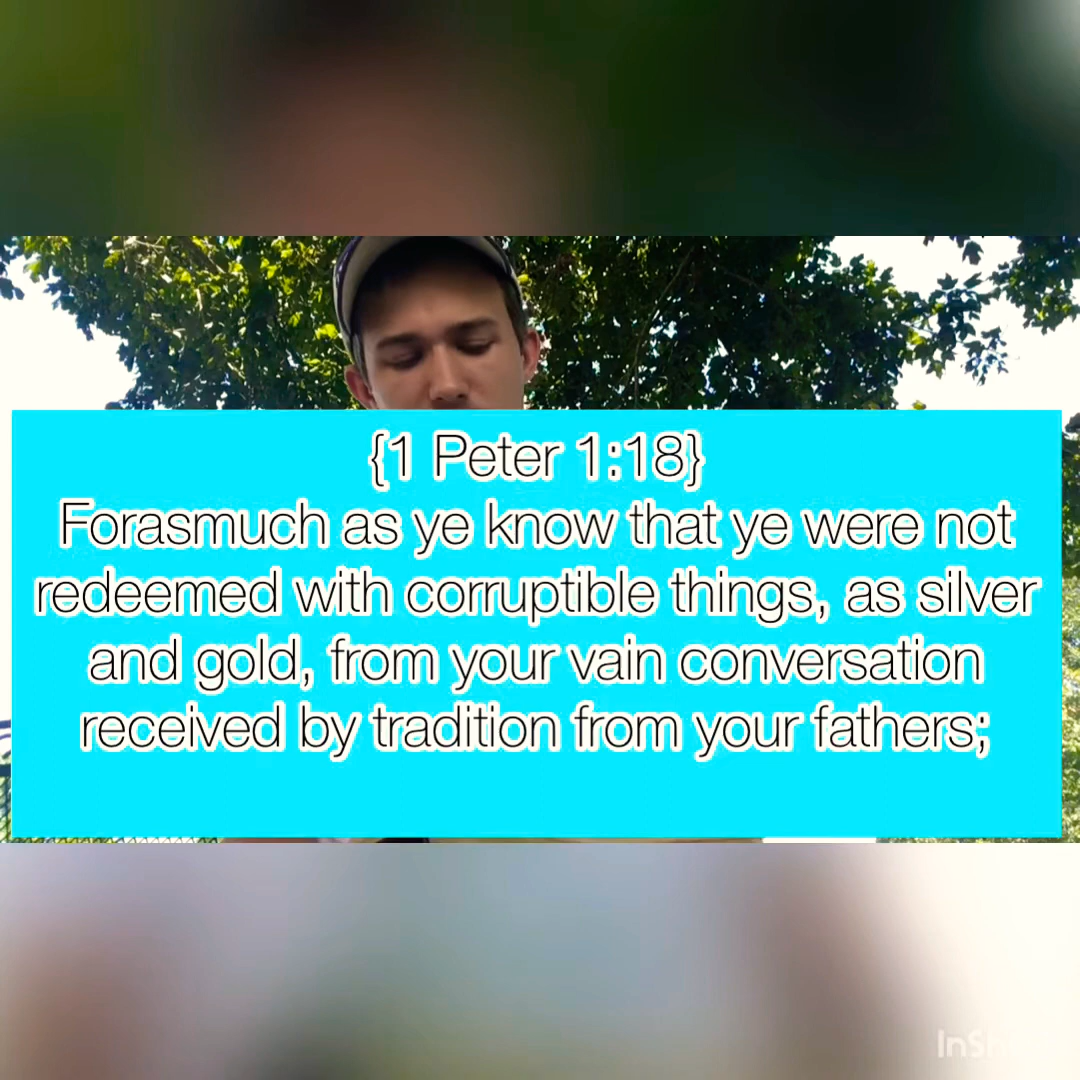 {1 Peter 1:18}
Forasmuch as ye know that ye were not
redeemed with corruptible things, as silver
and gold, from your vain conversation
received by tradition from your fathers;